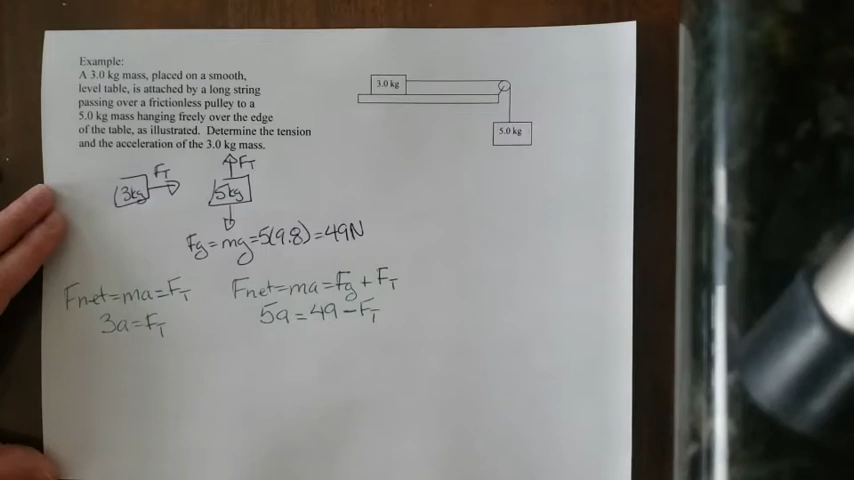 Example:
A 3.0 kg mass, placed on a smooth,
level table, is attached by a long string
passing over a frictionless pulley to a
5.0 kg mass hanging freely over the edge
of the table, as illustrated. Determine the tension
and the acceleration of the 3.0 kg mass.
3.0 kg
5.0 kg
FT
3kg
FT
5kg
Fg=mg=5(9.8)=49N
Fnet=ma=FT
3a=FT
Fnet=ma=Fg+FT
5a=49-FT